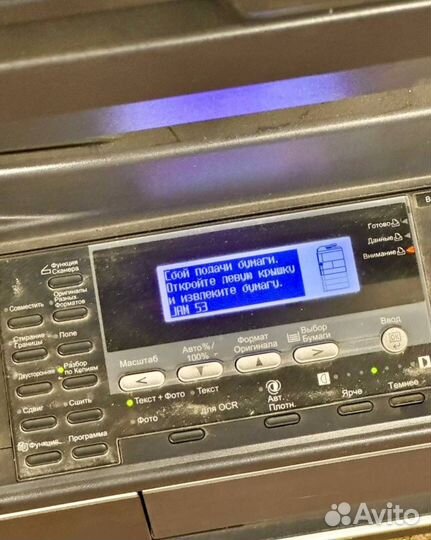 В
Готово
Данные
Внимание
Функция
Сканера
Оригиналы
Разных
Форматов
Совместить
Стирание
Границы
Поле
Двусторонняя
Разбор
по Копиям
Сдвиг
Сшить
Функция
Программа
Сбой подачи бумаги.
Откройте левую крышку
и извлеките бумагу.
JAM 53
Масштаб
Авто%/
100%
Формат
Оригинала
Выбор
Бумаги
Ввод
Текст + Фото
Текст
Фото
для OCR
Авт.
Плотн.
Ярче
Темнее
Avito